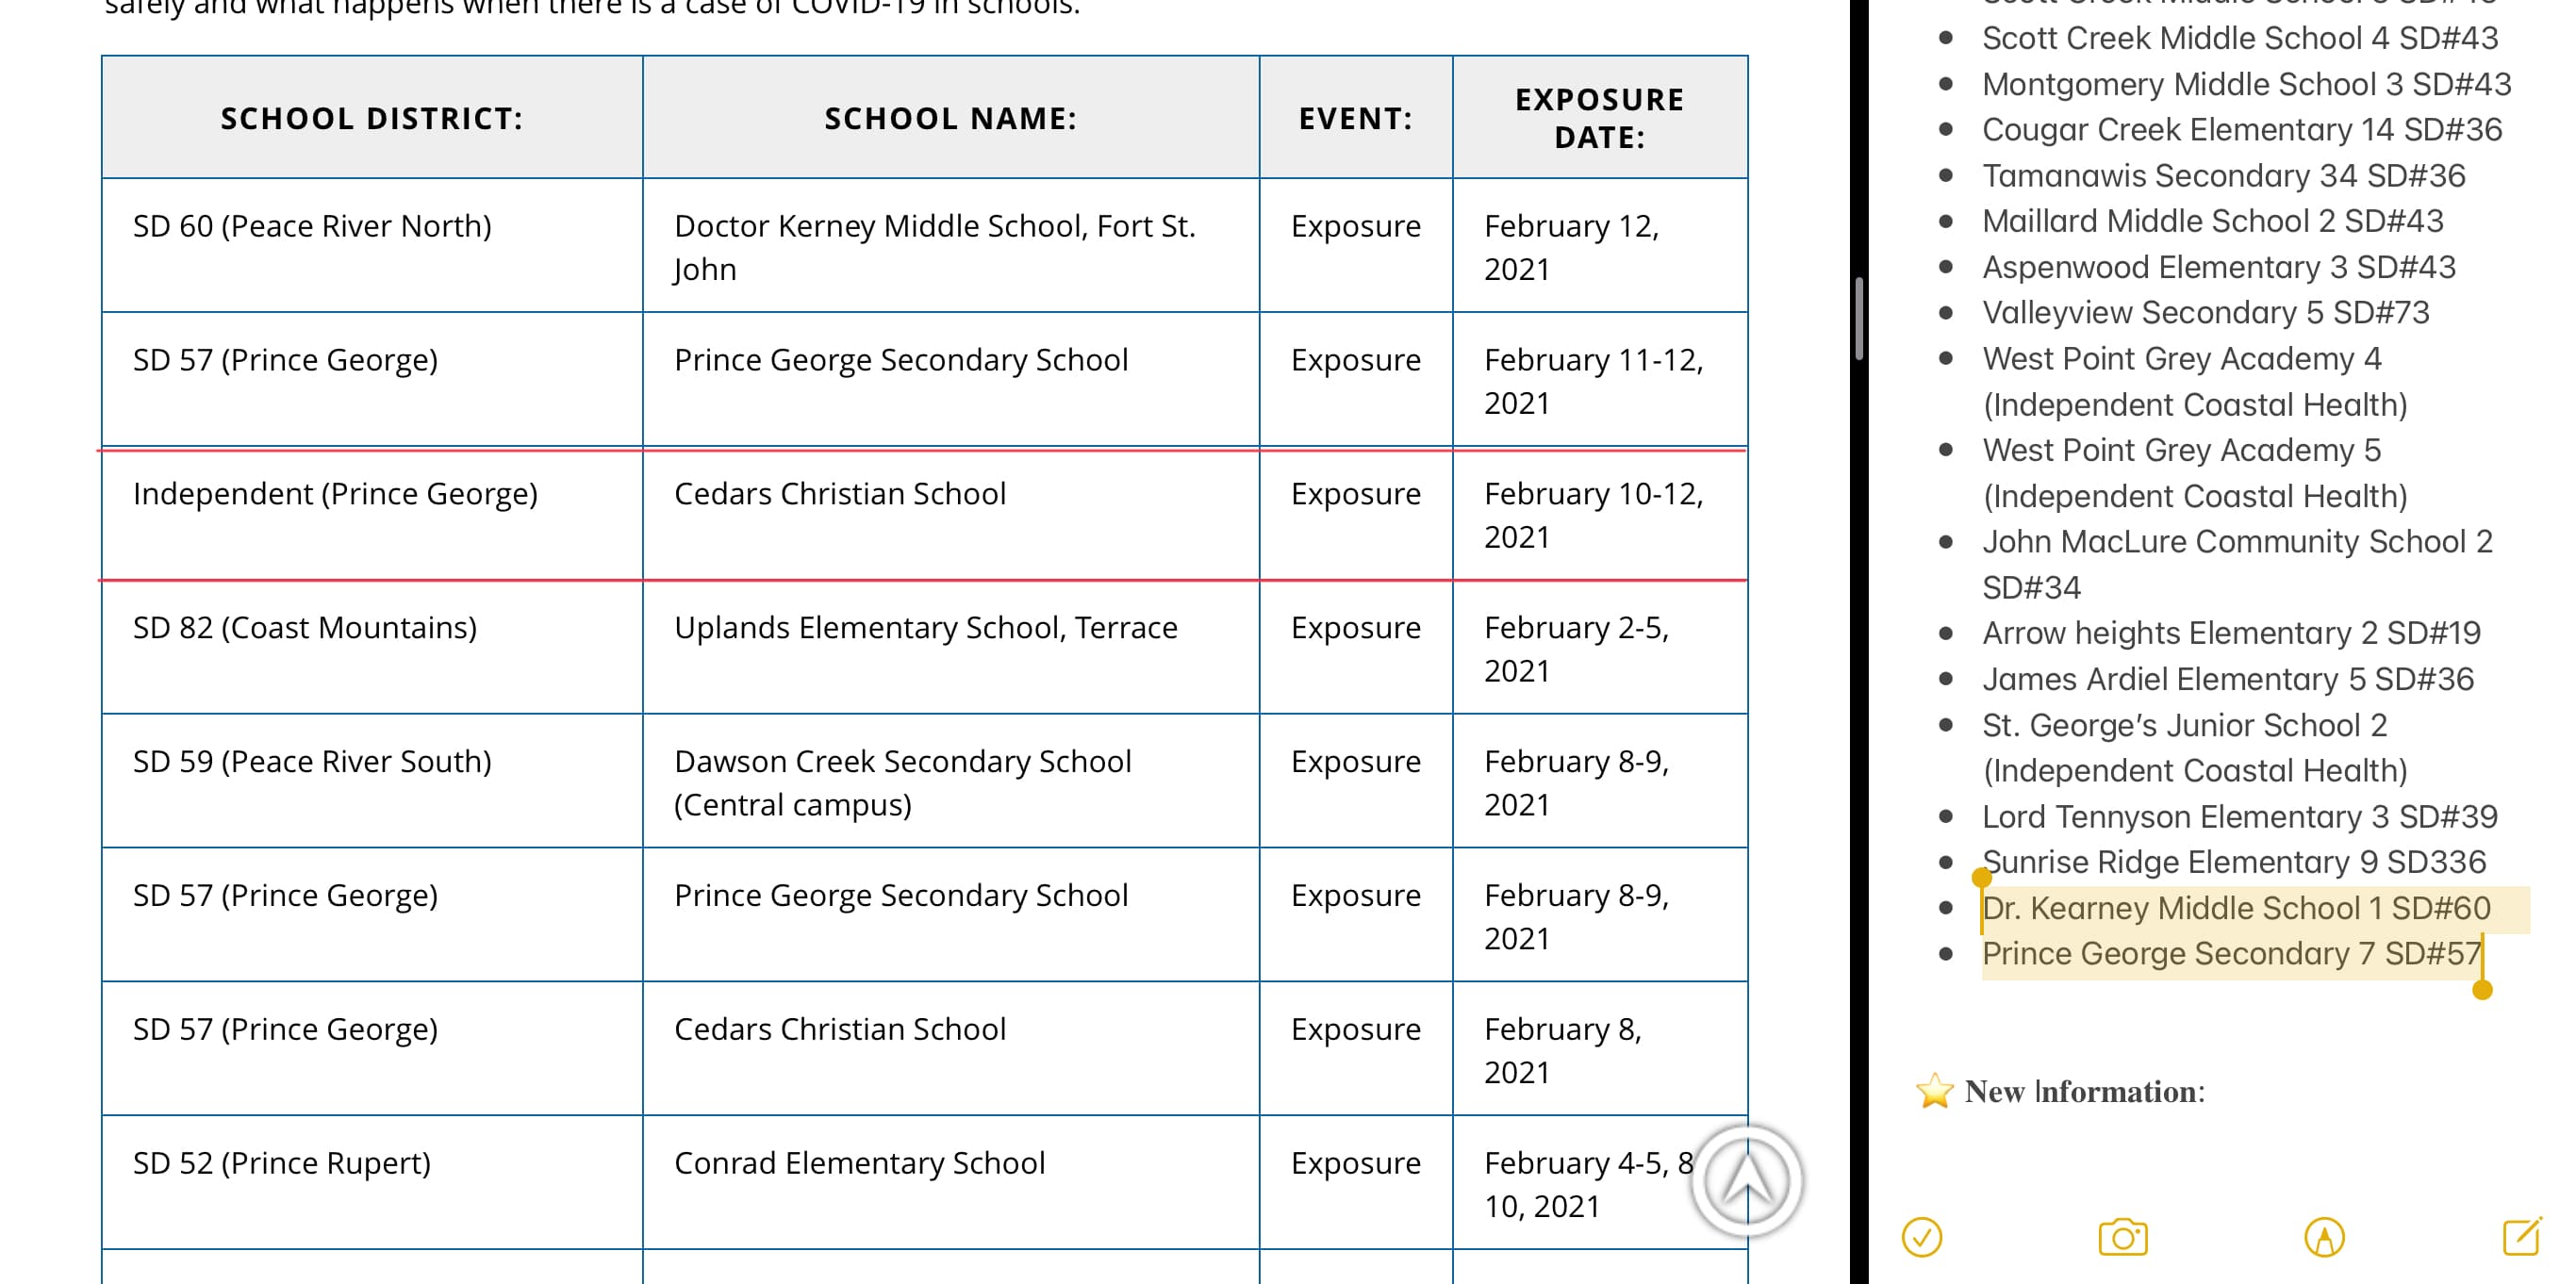 safely and what happens when there is a case of COVID-19 in schools.
SCHOOL DISTRICT:
SCHOOL NAME:
EVENT:
EXPOSURE
DATE:
SD 60 (Peace River North)
Doctor Kerney Middle School, Fort St.
John
Exposure
February 12,
2021
SD 57 (Prince George)
Prince George Secondary School
Exposure
February 11-12,
2021
Independent (Prince George)
Cedars Christian School
Exposure
February 10-12,
2021
SD 82 (Coast Mountains)
Uplands Elementary School, Terrace
Exposure
February 2-5,
2021
SD 59 (Peace River South)
Dawson Creek Secondary School
(Central campus)
Exposure
February 8-9,
2021
SD 57 (Prince George)
Prince George Secondary School
Exposure
February 8-9,
2021
SD 57 (Prince George)
Cedars Christian School
Exposure
February 8,
2021
SD 52 (Prince Rupert)
Conrad Elementary School
Exposure
February 4-5, 8
10, 2021
Scott Creek Middle School 4 SD#43
Montgomery Middle School 3 SD#43
Cougar Creek Elementary 14 SD#36
Tamanawis Secondary 34 SD#36
Maillard Middle School 2 SD#43
Aspenwood Elementary 3 SD#43
Valleyview Secondary 5 SD#73
West Point Grey Academy 4
(Independent Coastal Health)
West Point Grey Academy 5
(Independent Coastal Health)
John MacLure Community School 2
SD#34
Arrow heights Elementary 2 SD#19
James Ardiel Elementary 5 SD#36
St. George’s Junior School 2
(Independent Coastal Health)
Lord Tennyson Elementary 3 SD#39
Sunrise Ridge Elementary 9 SD336
Dr. Kearney Middle School 1 SD#60
Prince George Secondary 7 SD#57
New Information: